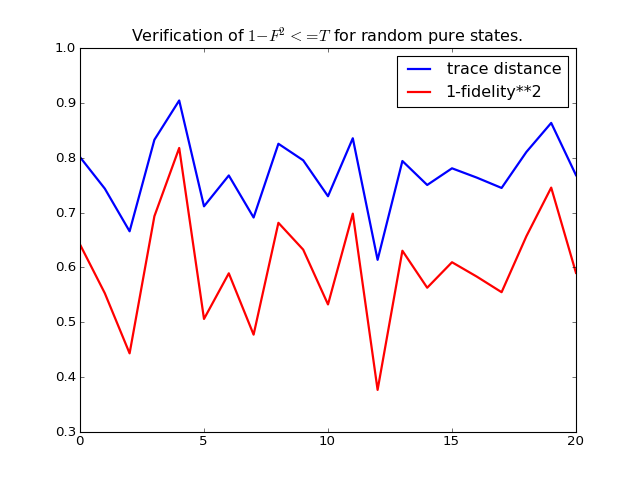 Verification of 1−F² <= T for random pure states.
trace distance
1-fidelity**2
1.0
0.9
0.8
0.7
0.6
0.5
0.4
0.3
0 5 10 15 20